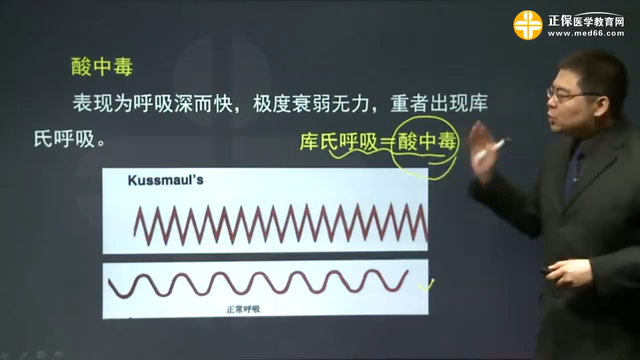 正保医学教育网
www.med66.com
酸中毒
表现为呼吸深而快，极度衰弱无力，重者出现库
氏呼吸。
库氏呼吸=酸中毒
Kussmaul's
正常呼吸